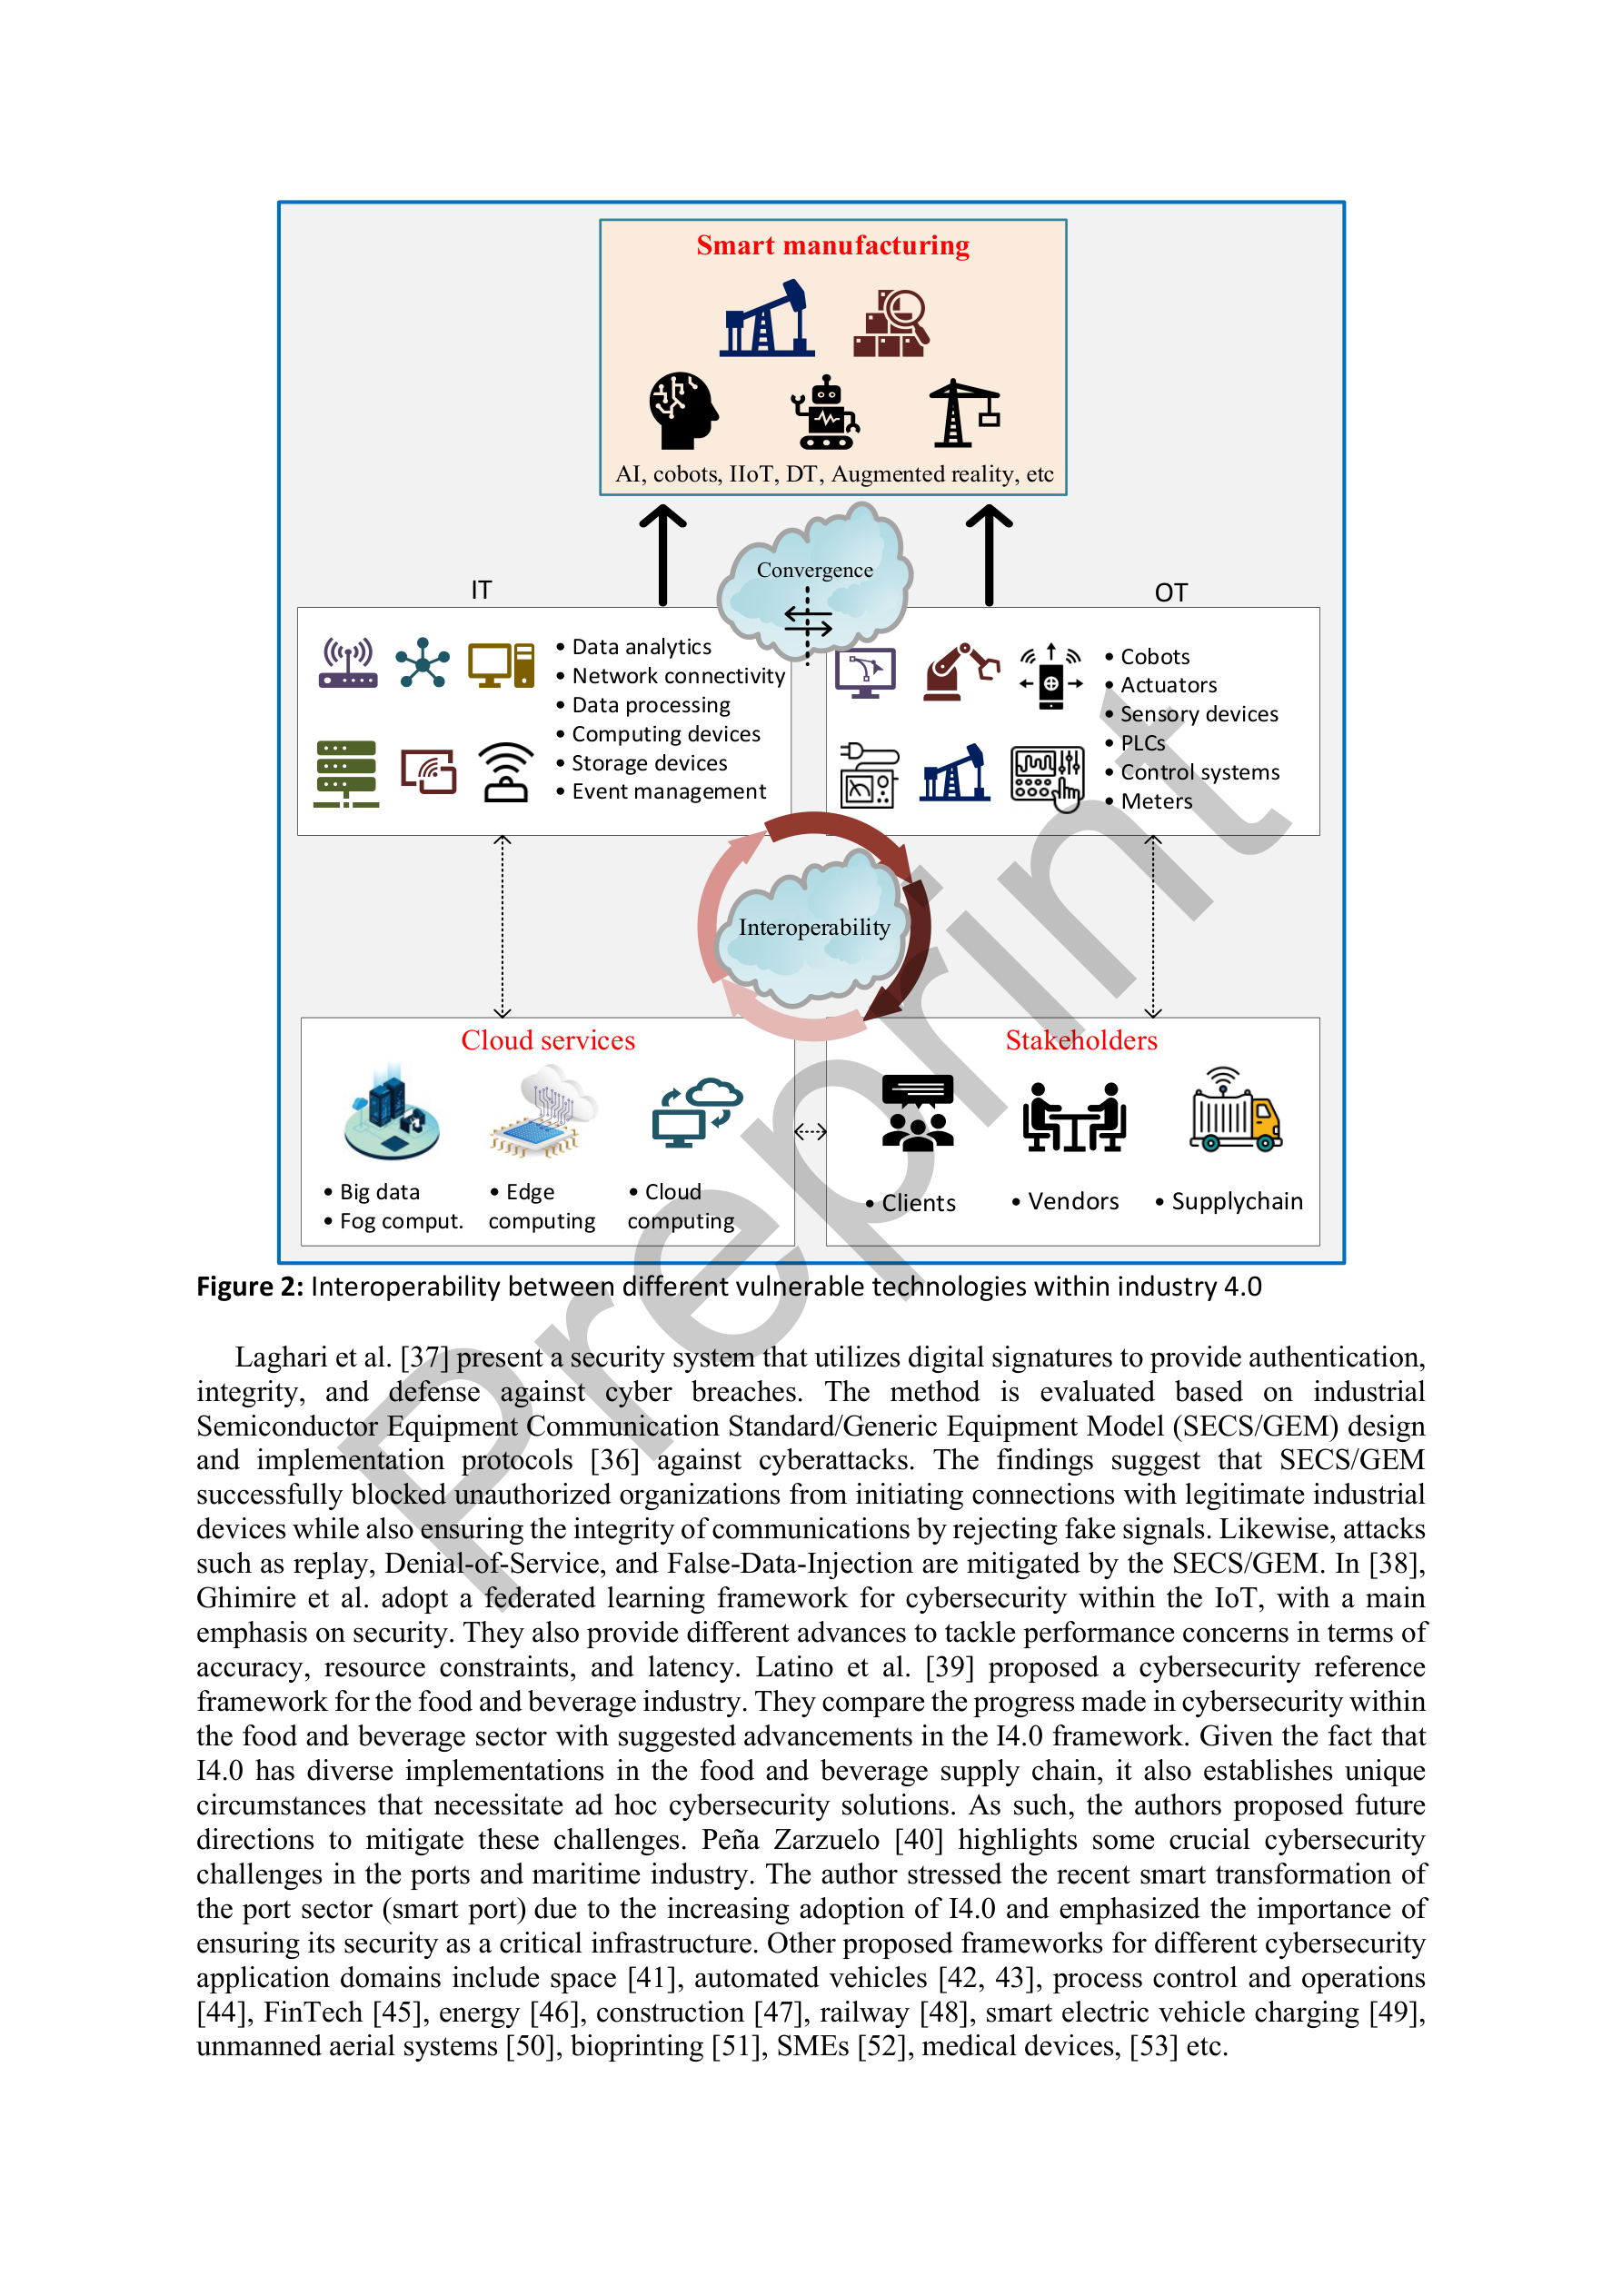 Smart manufacturing
AI, cobots, IIoT, DT, Augmented reality, etc
Convergence
IT
OT
• Data analytics
• Network connectivity
• Data processing
• Computing devices
• Storage devices
• Event management
• Cobots
• Actuators
• Sensory devices
• PLCs
• Control systems
• Meters
Interoperability
Cloud services
• Big data
• Fog comput.
• Edge
computing
• Cloud
computing
Stakeholders
• Clients
• Vendors
• Supplychain
Preprint
Figure 2: Interoperability between different vulnerable technologies within industry 4.0
Laghari et al. [37] present a security system that utilizes digital signatures to provide authentication,
integrity, and defense against cyber breaches. The method is evaluated based on industrial
Semiconductor Equipment Communication Standard/Generic Equipment Model (SECS/GEM) design
and implementation protocols [36] against cyberattacks. The findings suggest that SECS/GEM
successfully blocked unauthorized organizations from initiating connections with legitimate industrial
devices while also ensuring the integrity of communications by rejecting fake signals. Likewise, attacks
such as replay, Denial-of-Service, and False-Data-Injection are mitigated by the SECS/GEM. In [38],
Ghimire et al. adopt a federated learning framework for cybersecurity within the IoT, with a main
emphasis on security. They also provide different advances to tackle performance concerns in terms of
accuracy, resource constraints, and latency. Latino et al. [39] proposed a cybersecurity reference
framework for the food and beverage industry. They compare the progress made in cybersecurity within
the food and beverage sector with suggested advancements in the I4.0 framework. Given the fact that
I4.0 has diverse implementations in the food and beverage supply chain, it also establishes unique
circumstances that necessitate ad hoc cybersecurity solutions. As such, the authors proposed future
directions to mitigate these challenges. Peña Zarzuelo [40] highlights some crucial cybersecurity
challenges in the ports and maritime industry. The author stressed the recent smart transformation of
the port sector (smart port) due to the increasing adoption of I4.0 and emphasized the importance of
ensuring its security as a critical infrastructure. Other proposed frameworks for different cybersecurity
application domains include space [41], automated vehicles [42, 43], process control and operations
[44], FinTech [45], energy [46], construction [47], railway [48], smart electric vehicle charging [49],
unmanned aerial systems [50], bioprinting [51], SMEs [52], medical devices, [53] etc.